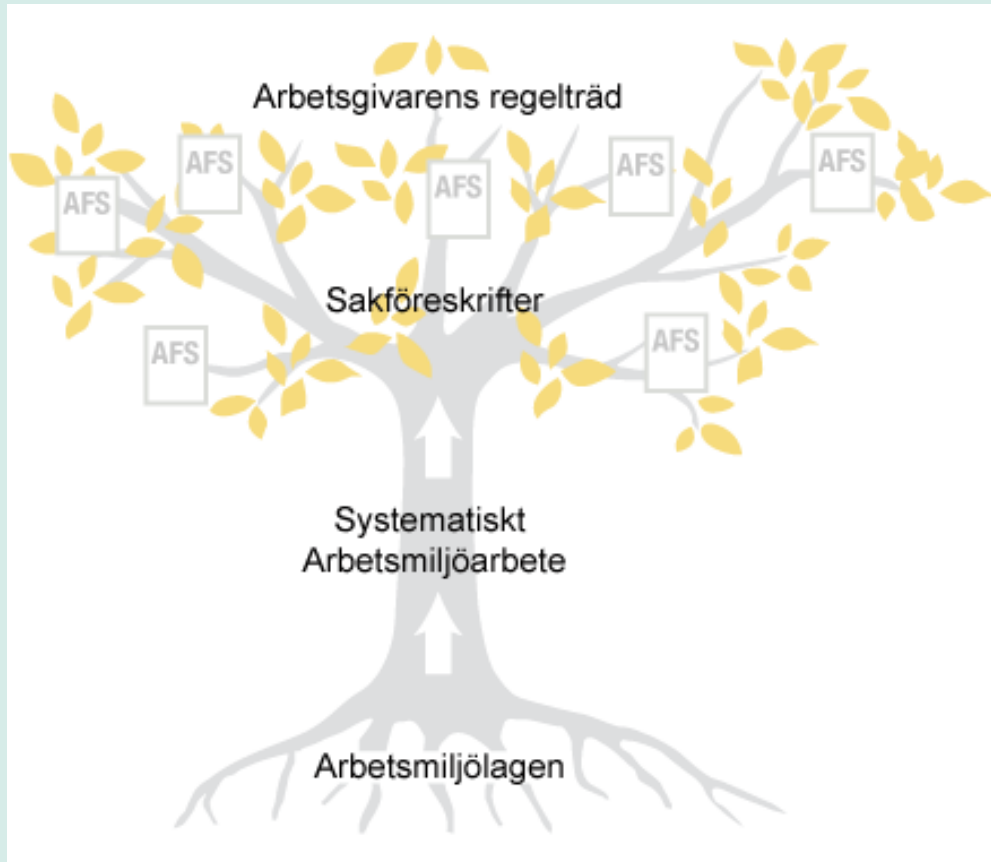 Arbetsgivarens regelträd
AFS
AFS
AFS
AFS
AFS
Sakföreskrifter
AFS
AFS
Systematiskt
Arbetsmiljöarbete
Arbetsmiljölagen